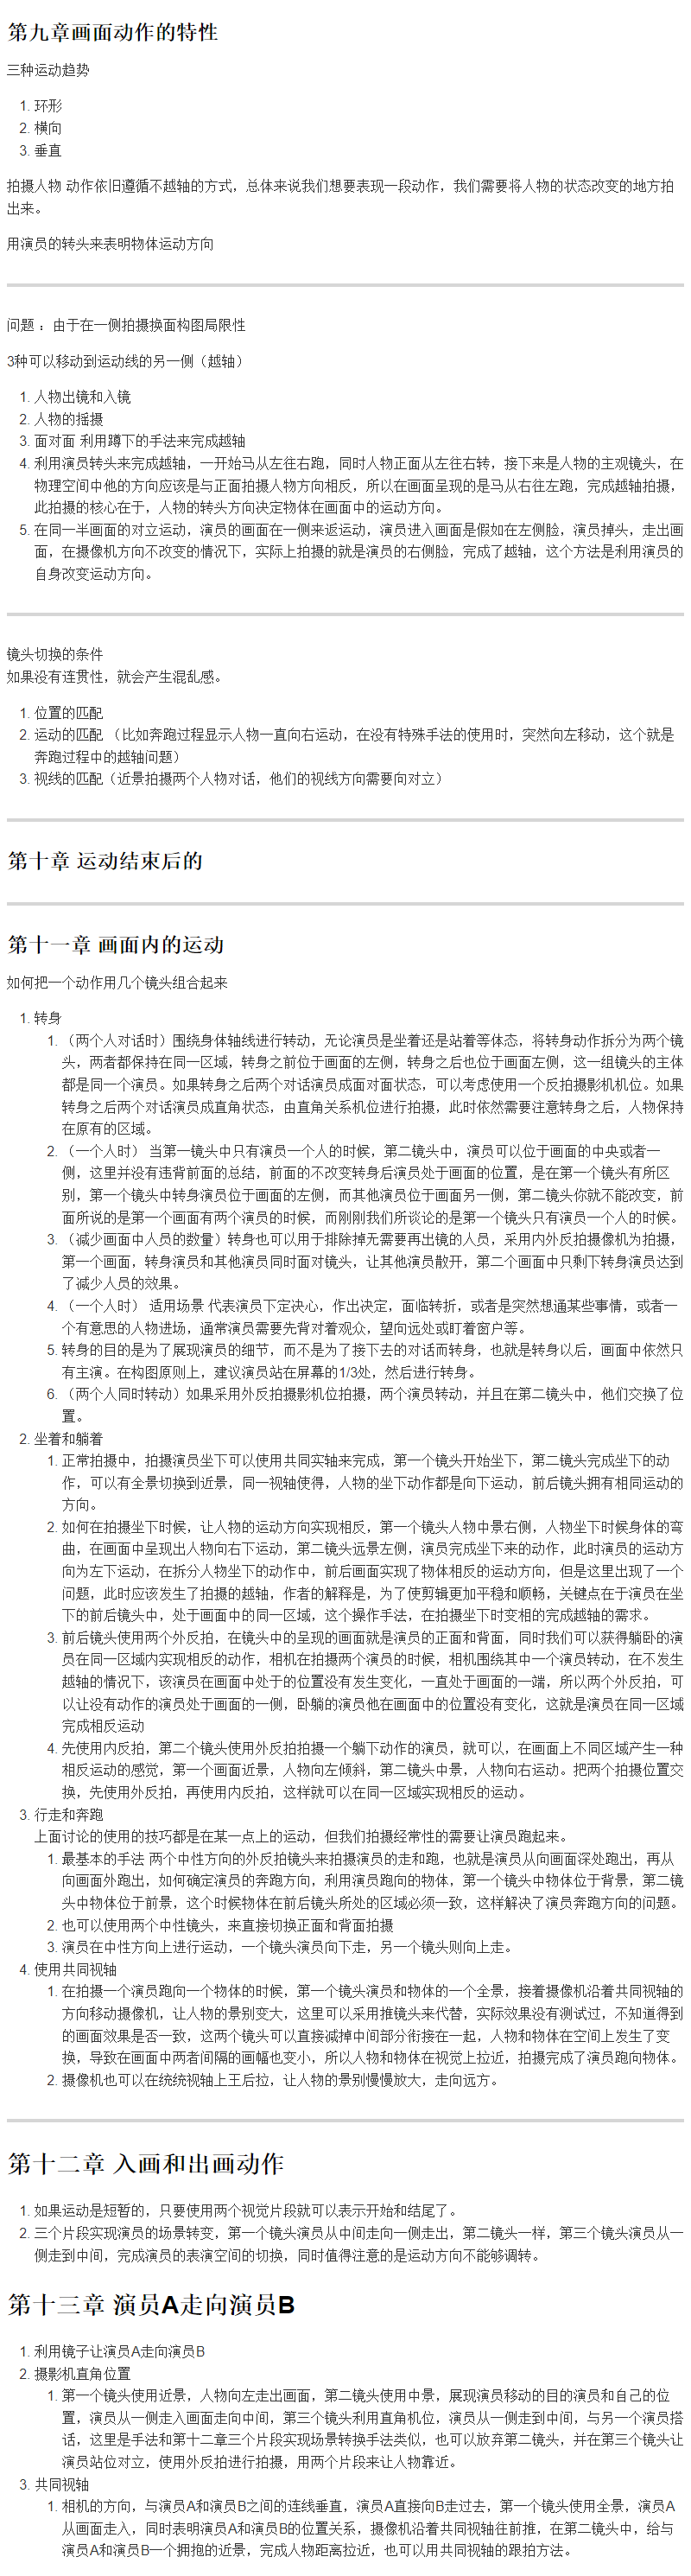 第九章画面动作的特性
三种运动趋势
1. 环形
2. 横向
3. 垂直
拍摄人物 动作依旧遵循不越轴的方式，总体来说我们想要表现一段动作，我们需要将人物的状态改变的地方拍
出来。
用演员的转头来表明物体运动方向
问题 ：由于在一侧拍摄换面构图局限性
3种可以移动到运动线的另一侧（越轴）
1. 人物出镜和入镜
2. 人物的摇摄
3. 面对面 利用蹲下的手法来完成越轴
4. 利用演员转头来完成越轴，一开始马从左往右跑，同时人物正面从左往右转，接下来是人物的主观镜头，在
物理空间中他的方向应该是与正面拍摄人物方向相反，所以在画面呈现的是马从右往左跑，完成越轴拍摄，
此拍摄的核心在于，人物的转头方向决定物体在画面中的运动方向。
5. 在同一半画面的对立运动，演员的画面在一侧来返运动，演员进入画面是假如在左侧脸，演员掉头，走出画
面，在摄像机方向不改变的情况下，实际上拍摄的就是演员的右侧脸，完成了越轴，这个方法是利用演员的
自身改变运动方向。
镜头切换的条件
如果没有连贯性，就会产生混乱感。
1. 位置的匹配
2. 运动的匹配 （比如奔跑过程显示人物一直向右运动，在没有特殊手法的使用时，突然向左移动，这个就是
奔跑过程中的越轴问题）
3. 视线的匹配（近景拍摄两个人物对话，他们的视线方向需要向对立）
第十章 运动结束后的
第十一章 画面内的运动
如何把一个动作用几个镜头组合起来
1. 转身
1. （两个人对话时）围绕身体轴线进行转动，无论演员是坐着还是站着等体态，将转身动作拆分为两个镜
头，两者都保持在同一区域，转身之前位于画面的左侧，转身之后也位于画面左侧，这一组镜头的主体
都是同一个演员。如果转身之后两个对话演员成面对面状态，可以考虑使用一个反拍摄影机机位。如果
转身之后两个对话演员成直角状态，由直角关系机位进行拍摄，此时依然需要注意转身之后，人物保持
在原有的区域。
2. （一个人时） 当第一镜头中只有演员一个人的时候，第二镜头中，演员可以位于画面的中央或者一
侧，这里并没有违背前面的总结，前面的不改变转身后演员处于画面的位置，是在第一个镜头有所区
别，第一个镜头中转身演员位于画面的左侧，而其他演员位于画面另一侧，第二镜头你就不能改变，前
面所说的是第一个画面有两个演员的时候，而刚刚我们所谈论的是第一个镜头只有演员一个人的时候。
3. （减少画面中人员的数量）转身也可以用于排除掉无需要再出镜的人员，采用内外反拍摄像机为拍摄，
第一个画面，转身演员和其他演员同时面对镜头，让其他演员散开，第二个画面中只剩下转身演员达到
了减少人员的效果。
4. （一个人时） 适用场景 代表演员下定决心，作出决定，面临转折，或者是突然想通某些事情，或者一
个有意思的人物进场，通常演员需要先背对着观众，望向远处或盯着窗户等。
5. 转身的目的是为了展现演员的细节，而不是为了接下去的对话而转身，也就是转身以后，画面中依然只
有主演。在构图原则上，建议演员站在屏幕的1/3处，然后进行转身。
6. （两个人同时转动）如果采用外反拍摄影机位拍摄，两个演员转动，并且在第二镜头中，他们交换了位
置。
2. 坐着和躺着
1. 正常拍摄中，拍摄演员坐下可以使用共同实轴来完成，第一个镜头开始坐下，第二镜头完成坐下的动
作，可以有全景切换到近景，同一视轴使得，人物的坐下动作都是向下运动，前后镜头拥有相同运动的
方向。
2. 如何在拍摄坐下时候，让人物的运动方向实现相反，第一个镜头人物中景右侧，人物坐下时候身体的弯
曲，在画面中呈现出人物向右下运动，第二镜头远景左侧，演员完成坐下来的动作，此时演员的运动方
向为左下运动，在拆分人物坐下的动作中，前后画面实现了物体相反的运动方向，但是这里出现了一个
问题，此时应该发生了拍摄的越轴，作者的解释是，为了使剪辑更加平稳和顺畅，关键点在于演员在坐
下的前后镜头中，处于画面中的同一区域，这个操作手法，在拍摄坐下时变相的完成越轴的需求。
3. 前后镜头使用两个外反拍，在镜头中的呈现的画面就是演员的正面和背面，同时我们可以获得躺卧的演
员在同一区域内实现相反的动作，相机在拍摄两个演员的时候，相机围绕其中一个演员转动，在不发生
越轴的情况下，该演员在画面中处于的位置没有发生变化，一直处于画面的一端，所以两个外反拍，可
以让没有动作的演员处于画面的一侧，卧躺的演员他在画面中的位置没有变化，这就是演员在同一区域
完成相反运动
4. 先使用内反拍，第二个镜头使用外反拍拍摄一个躺下动作的演员，就可以，在画面上不同区域产生一种
相反运动的感觉，第一个画面近景，人物向左倾斜，第二镜头中景，人物向右运动。把两个拍摄位置交
换，先使用外反拍，再使用内反拍，这样就可以在同一区域实现相反的运动。
3. 行走和奔跑
上面讨论的使用的技巧都是在某一点上的运动，但我们拍摄经常性的需要让演员跑起来。
1. 最基本的手法 两个中性方向的外反拍镜头来拍摄演员的走和跑，也就是演员从向画面深处跑出，再从
向画面外跑出，如何确定演员的奔跑方向，利用演员跑向的物体，第一个镜头中物体位于背景，第二镜
头中物体位于前景，这个时候物体在前后镜头所处的区域必须一致，这样解决了演员奔跑方向的问题。
2. 也可以使用两个中性镜头，来直接切换正面和背面拍摄
3. 演员在中性方向上进行运动，一个镜头演员向下走，另一个镜头则向上走。
4. 使用共同视轴
1. 在拍摄一个演员跑向一个物体的时候，第一个镜头演员和物体的一个全景，接着摄像机沿着共同视轴的
方向移动摄像机，让人物的景别变大，这里可以采用推镜头来代替，实际效果没有测试过，不知道得到
的画面效果是否一致，这两个镜头可以直接减掉中间部分衔接在一起，人物和物体在空间上发生了变
换，导致在画面中两者间隔的画幅也变小，所以人物和物体在视觉上拉近，拍摄完成了演员跑向物体。
2. 摄像机也可以在统统视轴上王后拉，让人物的景别慢慢放大，走向远方。
第十二章 入画和出画动作
1. 如果运动是短暂的，只要使用两个视觉片段就可以表示开始和结尾了。
2. 三个片段实现演员的场景转变，第一个镜头演员从中间走向一侧走出，第二镜头一样，第三个镜头演员从一
侧走到中间，完成演员的表演空间的切换，同时值得注意的是运动方向不能够调转。
第十三章 演员A走向演员B
1. 利用镜子让演员A走向演员B
2. 摄影机直角位置
1. 第一个镜头使用近景，人物向左走出画面，第二镜头使用中景，展现演员移动的目的演员和自己的位
置，演员从一侧走入画面走向中间，第三个镜头利用直角机位，演员从一侧走到中间，与另一个演员搭
话，这里是手法和第十二章三个片段实现场景转换手法类似，也可以放弃第二镜头，并在第三个镜头让
演员站位对立，使用外反拍进行拍摄，用两个片段来让人物靠近。
3. 共同视轴
1. 相机的方向，与演员A和演员B之间的连线垂直，演员A直接向B走过去，第一个镜头使用全景，演员A
从画面走入，同时表明演员A和演员B的位置关系，摄像机沿着共同视轴往前推，在第二镜头中，给与
演员A和演员B一个拥抱的近景，完成人物距离拉近，也可以用共同视轴的跟拍方法。